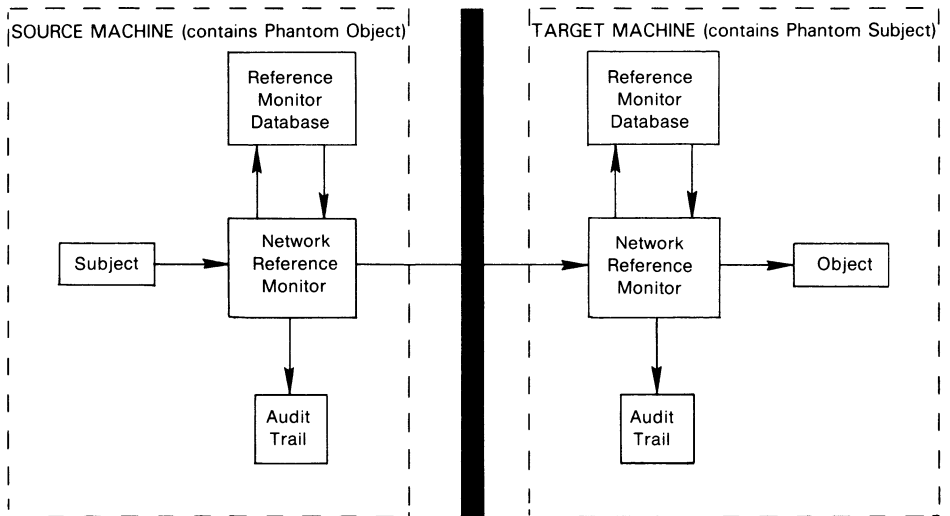 SOURCE MACHINE (contains Phantom Object)
Reference
Monitor
Database
Subject
Network
Reference
Monitor
Audit
Trail
TARGET MACHINE (contains Phantom Subject)
Reference
Monitor
Database
Network
Reference
Monitor
Object
Audit
Trail